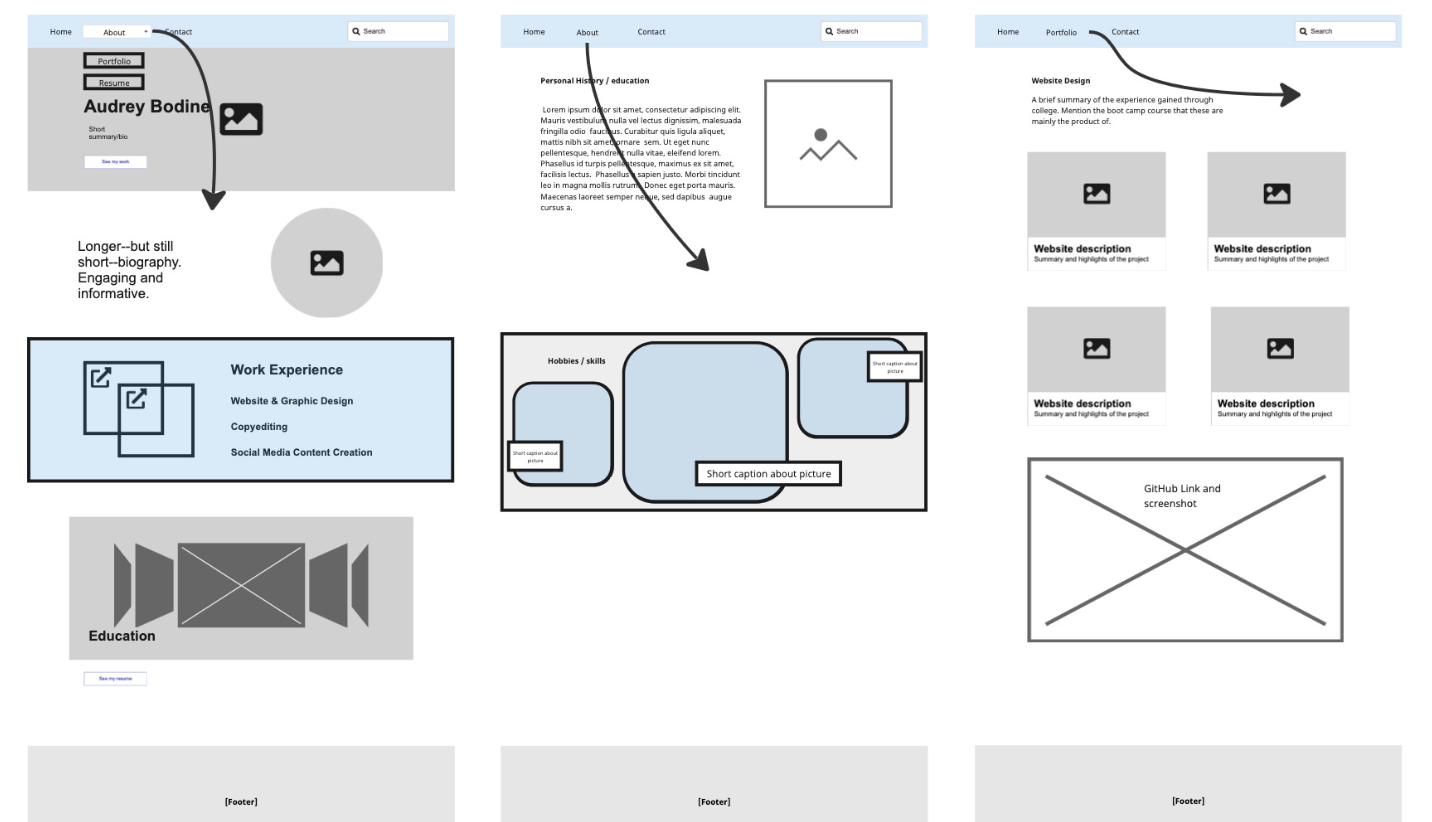 Home
About
Contact
Search
Portfolio
Resume
Audrey Bodine
Short
summary/bio
See my work
Longer--but still
short--biography.
Engaging and
informative.
Work Experience
Website & Graphic Design
Copyediting
Social Media Content Creation
Education
See my resume
[Footer]
Home
About
Contact
Search
Personal History / education
Lorem ipsum dolor sit amet, consectetur adipiscing elit.
Mauris vestibulum nulla vel lectus dignissim, malesuada
fringilla odio faucibus. Curabitur quis ligula aliquet,
mattis nibh sit amet, ornare sem. Ut eget nunc
pellentesque, hendrerit nulla vitae, eleifend lorem.
Phasellus id turpis pellentesque, maximus ex sit amet,
facilisis lectus. Phasellus a sapien justo. Morbi tincidunt
leo in magna mollis rutrum. Donec eget porta mauris.
Maecenas laoreet semper neque, sed dapibus augue
cursus a.
Hobbies / skills
Short caption about
picture
Short caption about picture
Short caption about
picture
[Footer]
Home
Portfolio
Contact
Search
Website Design
A brief summary of the experience gained through
college. Mention the boot camp course that these are
mainly the product of.
Website description
Summary and highlights of the project
Website description
Summary and highlights of the project
Website description
Summary and highlights of the project
Website description
Summary and highlights of the project
GitHub Link and
screenshot
[Footer]